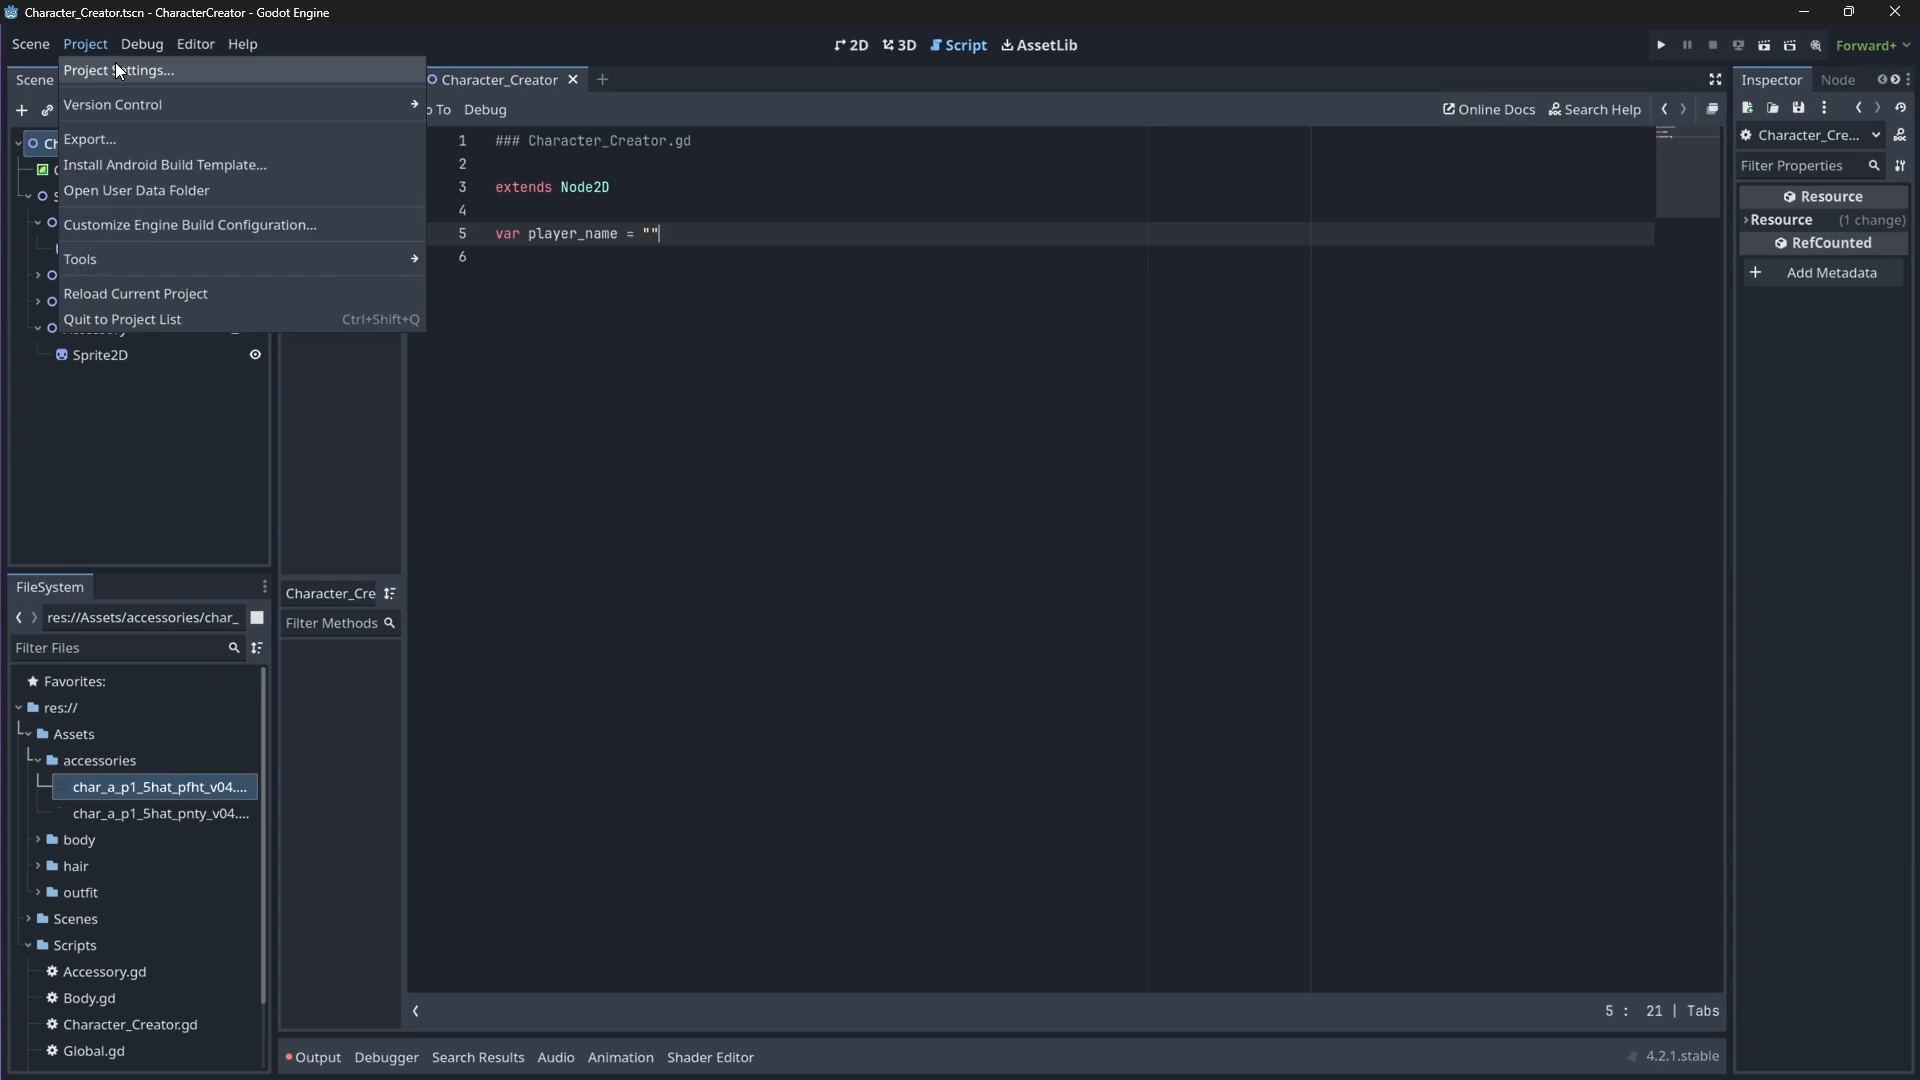 Character_Creator.tscn - CharacterCreator - Godot Engine
Scene Project Debug Editor Help
2D 3D Script AssetLib
Forward+
Scene
Project Settings...
Version Control
Export...
Install Android Build Template...
Open User Data Folder
Customize Engine Build Configuration...
Tools
Reload Current Project
Quit to Project List Ctrl+Shift+Q
Sprite2D
Character_Creator
To Debug
Online Docs Search Help
1 ### Character_Creator.gd
2
3 extends Node2D
4
5 var player_name = ""
6
Inspector Node
Character_Cre...
Filter Properties
Resource
Resource (1 change)
RefCounted
Add Metadata
FileSystem
res://Assets/accessories/char_
Filter Files
Favorites:
res://
Assets
accessories
char_a_p1_5hat_pfht_v04....
char_a_p1_5hat_pnty_v04....
body
hair
outfit
Scenes
Scripts
Accessory.gd
Body.gd
Character_Creator.gd
Global.gd
Character_Cre
Filter Methods
5 : 21 | Tabs
Output Debugger Search Results Audio Animation Shader Editor
4.2.1.stable